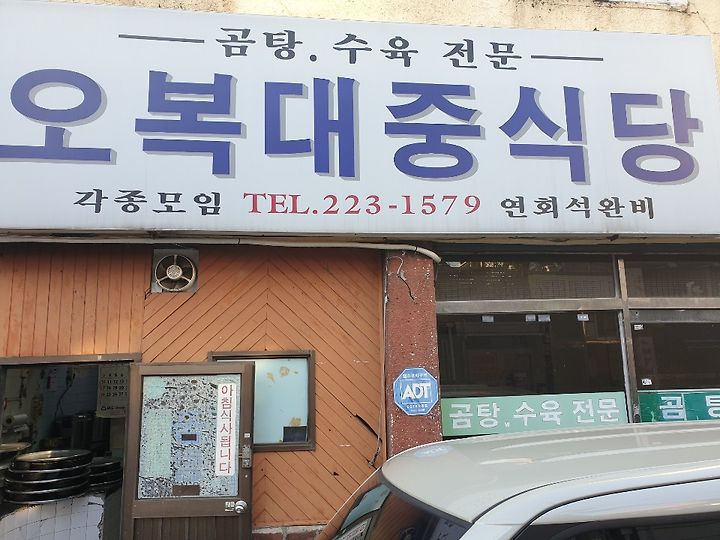 곰탕.수육 전문
오복대중식당
각종모임 TEL.223-1579 연회석완비
아침식사됩니다
ADT
곰탕.수육 전문
곰탕